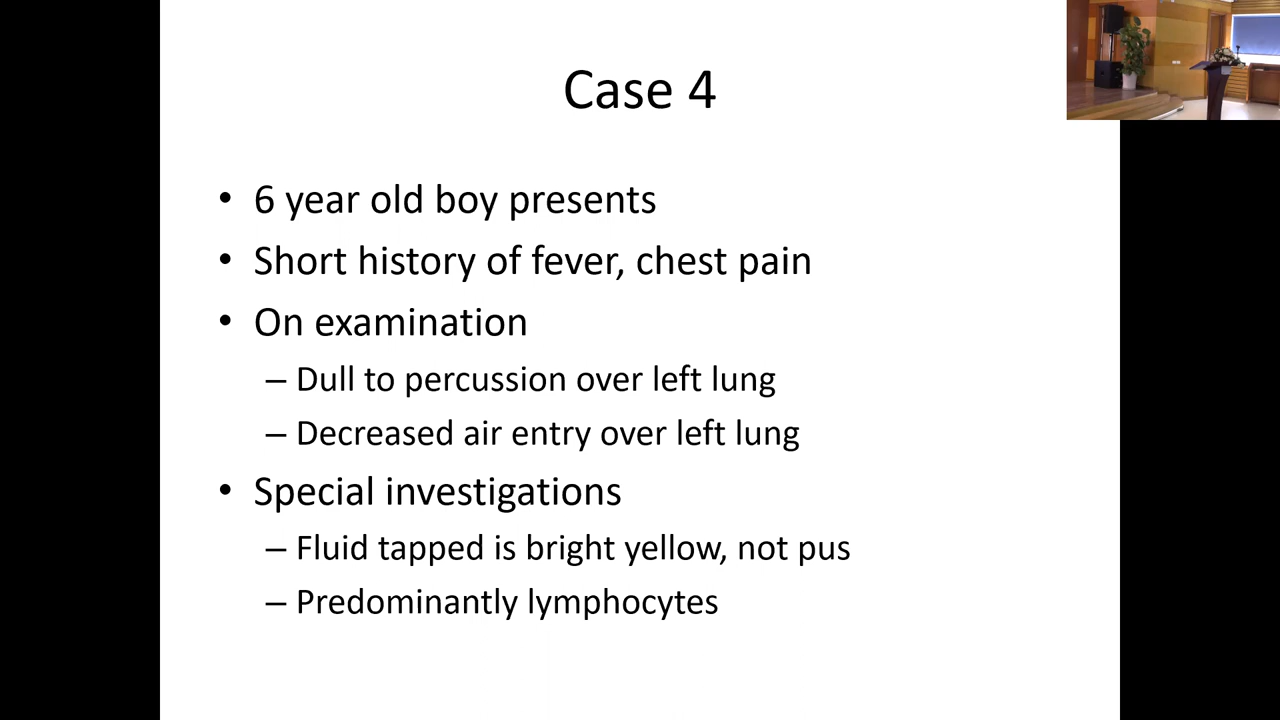 Case 4
• 6 year old boy presents
• Short history of fever, chest pain
• On examination
– Dull to percussion over left lung
– Decreased air entry over left lung
• Special investigations
– Fluid tapped is bright yellow, not pus
– Predominantly lymphocytes